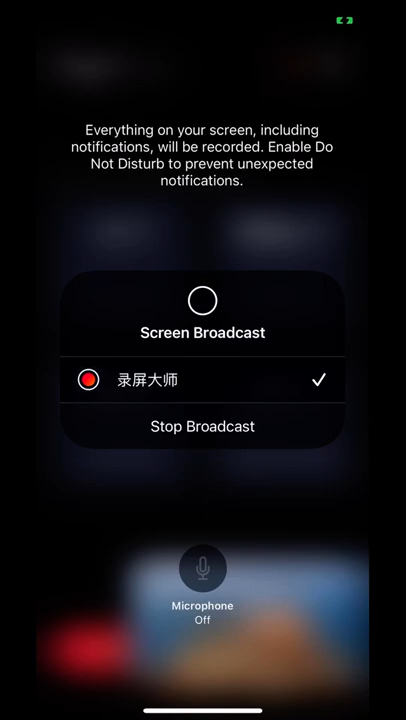 Everything on your screen, including
notifications, will be recorded. Enable Do
Not Disturb to prevent unexpected
notifications.
Screen Broadcast
录屏大师
Stop Broadcast
Microphone
Off